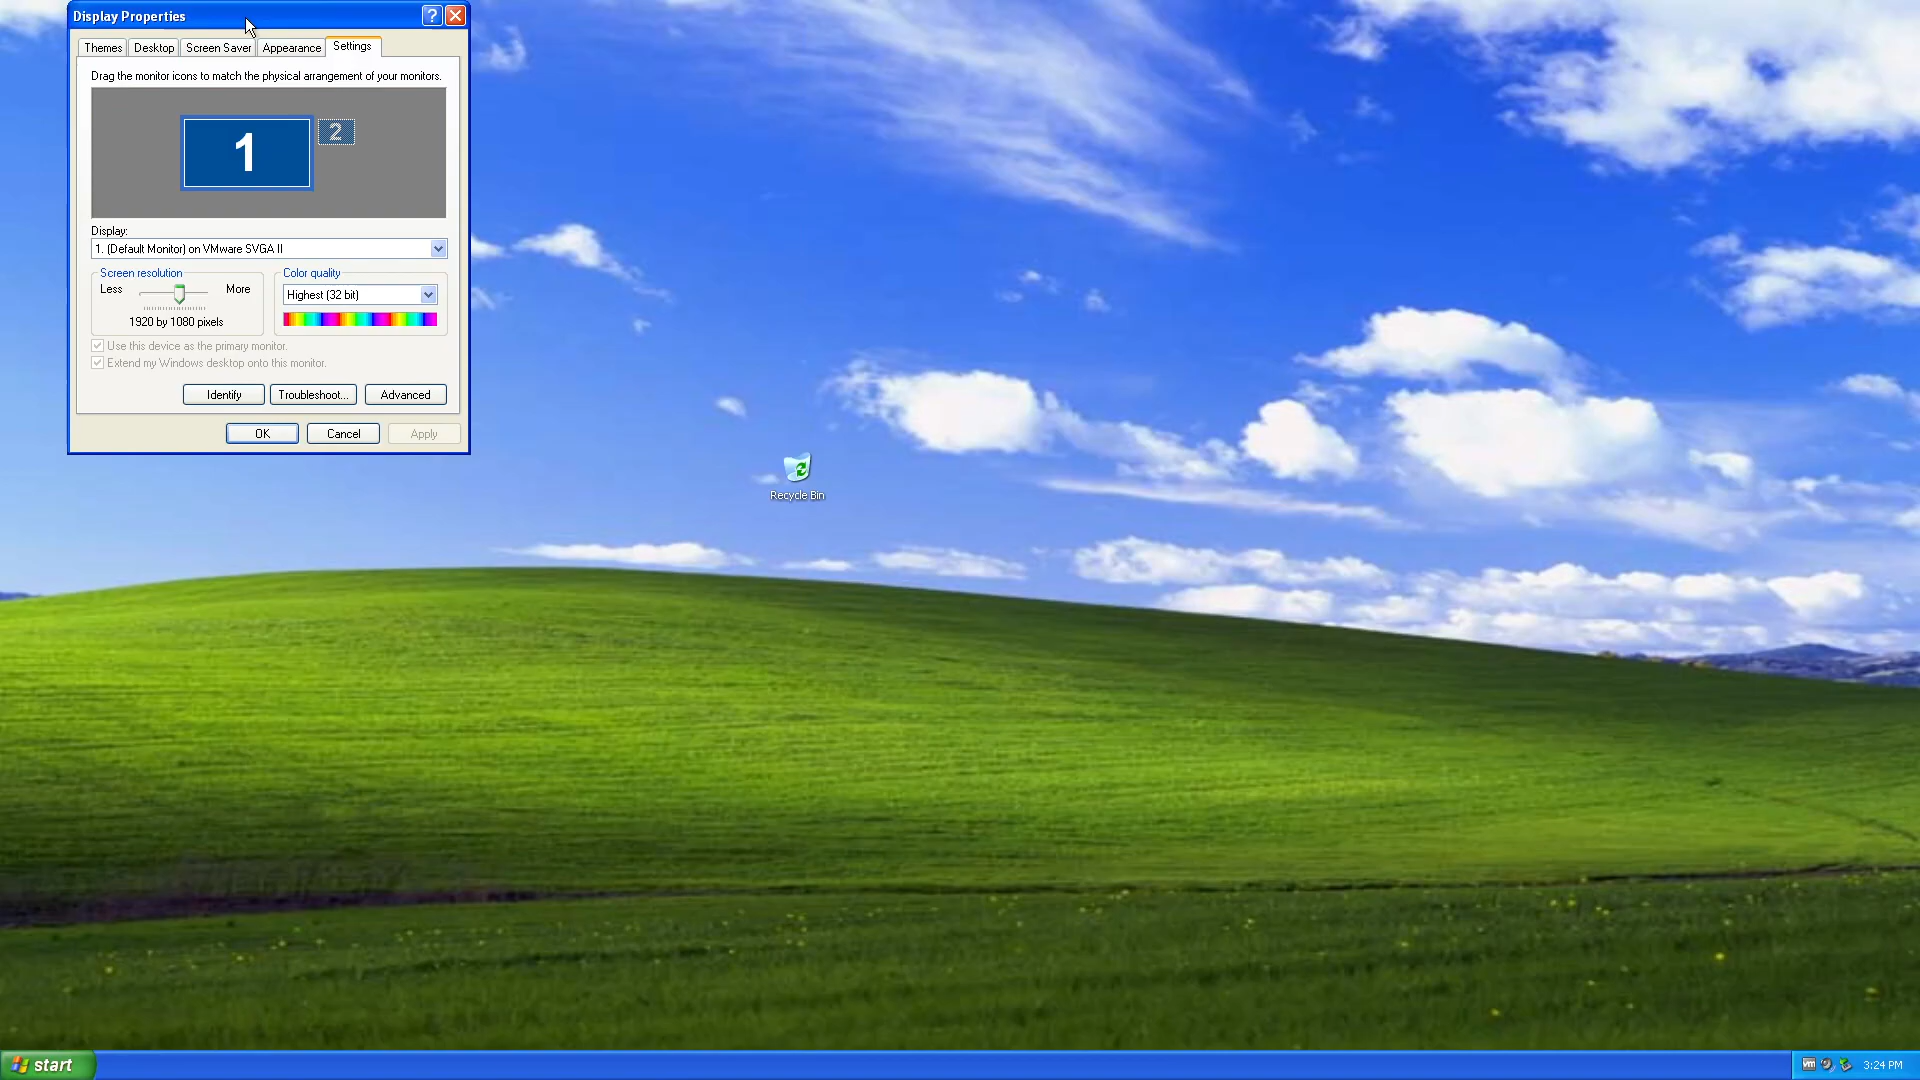 Display Properties
Themes Desktop Screen Saver Appearance Settings
Drag the monitor icons to match the physical arrangement of your monitors.
1 2
Display:
1. (Default Monitor) on VMware SVGA II
Screen resolution
Less More
1920 by 1080 pixels
Color quality
Highest (32 bit)
Use this device as the primary monitor.
Extend my Windows desktop onto this monitor.
Identify Troubleshoot... Advanced
OK Cancel Apply
Recycle Bin
start
vm 3:24 PM